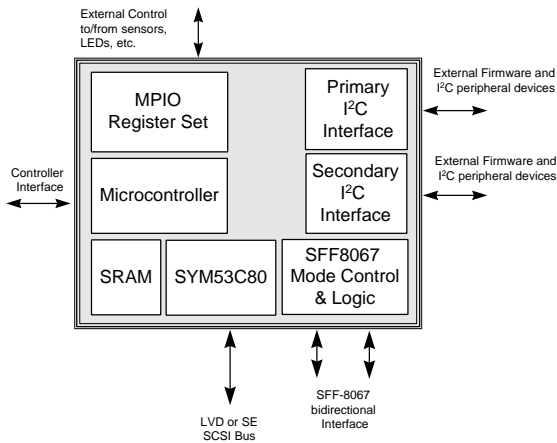 External Control
to/from sensors,
LEDs, etc.
MPIO
Register Set
Primary
I²C
Interface
External Firmware and
I²C peripheral devices
Controller
Interface
Microcontroller
Secondary
I²C
Interface
External Firmware and
I²C peripheral devices
SRAM
SYM53C80
SFF8067
Mode Control
& Logic
LVD or SE
SCSI Bus
SFF-8067
bidirectional
Interface